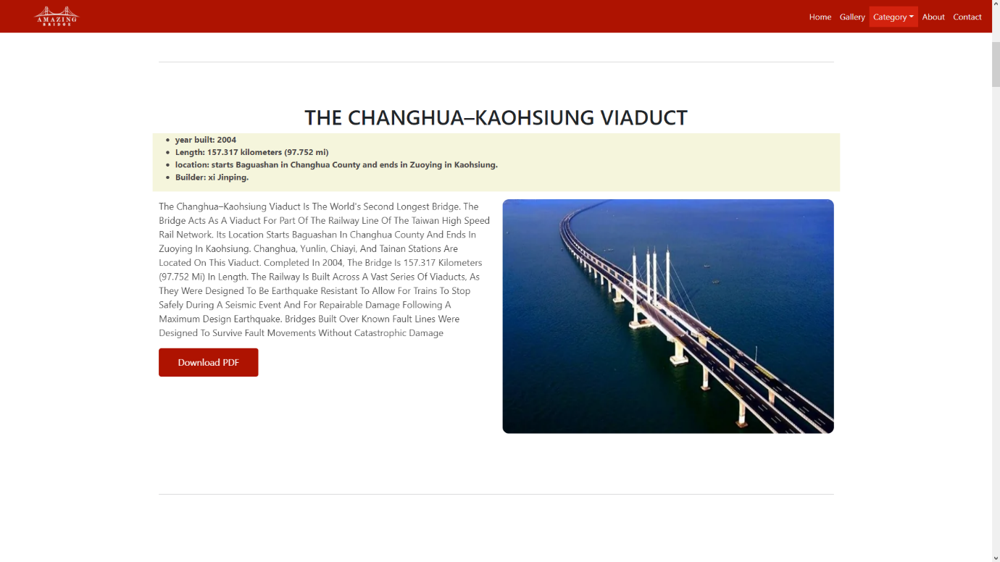 AMAZING
BRIDGE
Home Gallery Category About Contact
THE CHANGHUA–KAOHSIUNG VIADUCT
• year built: 2004
• Length: 157.317 kilometers (97.752 mi)
• location: starts Baguashan in Changhua County and ends in Zuoying in Kaohsiung.
• Builder: xi Jinping.
The Changhua–Kaohsiung Viaduct Is The World's Second Longest Bridge. The
Bridge Acts As A Viaduct For Part Of The Railway Line Of The Taiwan High Speed
Rail Network. Its Location Starts Baguashan In Changhua County And Ends In
Zuoying In Kaohsiung. Changhua, Yunlin, Chiayi, And Tainan Stations Are
Located On This Viaduct. Completed In 2004, The Bridge Is 157.317 Kilometers
(97.752 Mi) In Length. The Railway Is Built Across A Vast Series Of Viaducts, As
They Were Designed To Be Earthquake Resistant To Allow For Trains To Stop
Safely During A Seismic Event And For Repairable Damage Following A
Maximum Design Earthquake. Bridges Built Over Known Fault Lines Were
Designed To Survive Fault Movements Without Catastrophic Damage
Download PDF